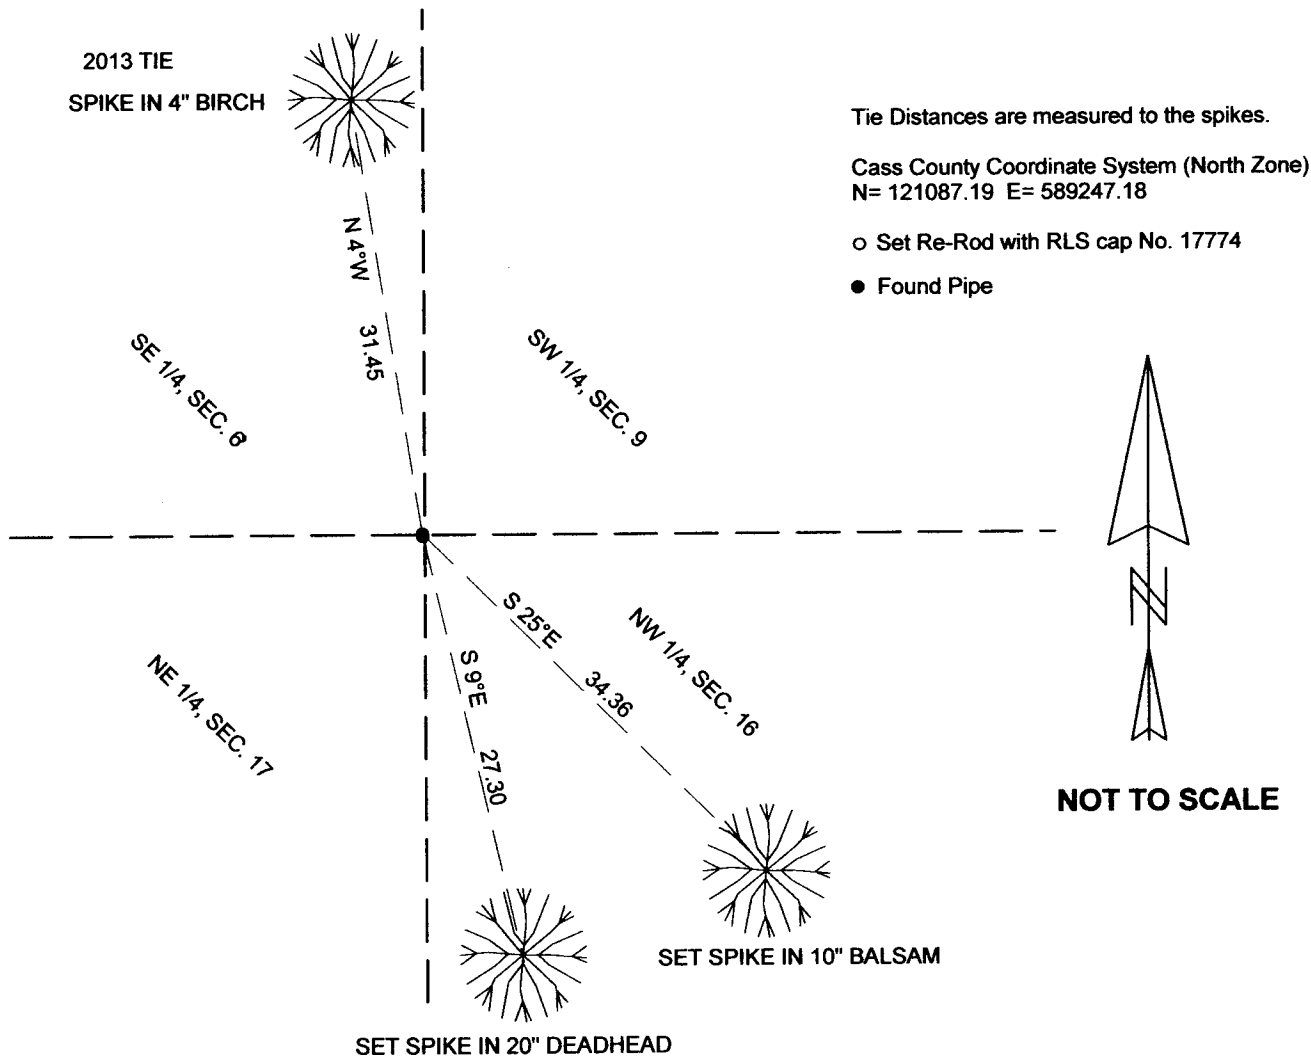 2013 TIE
SPIKE IN 4" BIRCH
Tie Distances are measured to the spikes.
Cass County Coordinate System (North Zone)
N= 121087.19 E= 589247.18
Set Re-Rod with RLS cap No. 17774
Found Pipe
N 4°W
31.45
SE 1/4, SEC.
SW 1/4, SEC. 9
N
S 25°E
34.36
NW 1/4, SEC. 16
S 9°E
27.30
NE 1/4, SEC. 17
NOT TO SCALE
SET SPIKE IN 10" BALSAM
SET SPIKE IN 20" DEADHEAD